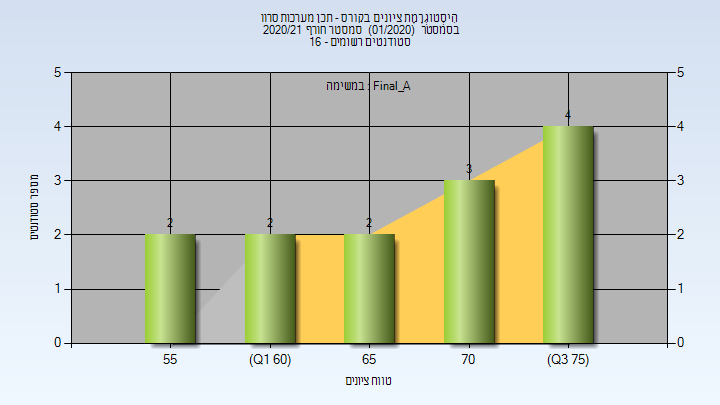 היסטוגרמת ציונים בקורס - תכן מערכות סרוו
בסמסטר (01/2020) סמסטר חורף 2020/21
סטודנטים רשומים - 16
במשימה : Final_A
5 5
4 4 4
3 3 3
2 2 2 2 2
1 1
0 0
55 (Q1 60) 65 70 (Q3 75)
מספר סטודנטים
טווח ציונים